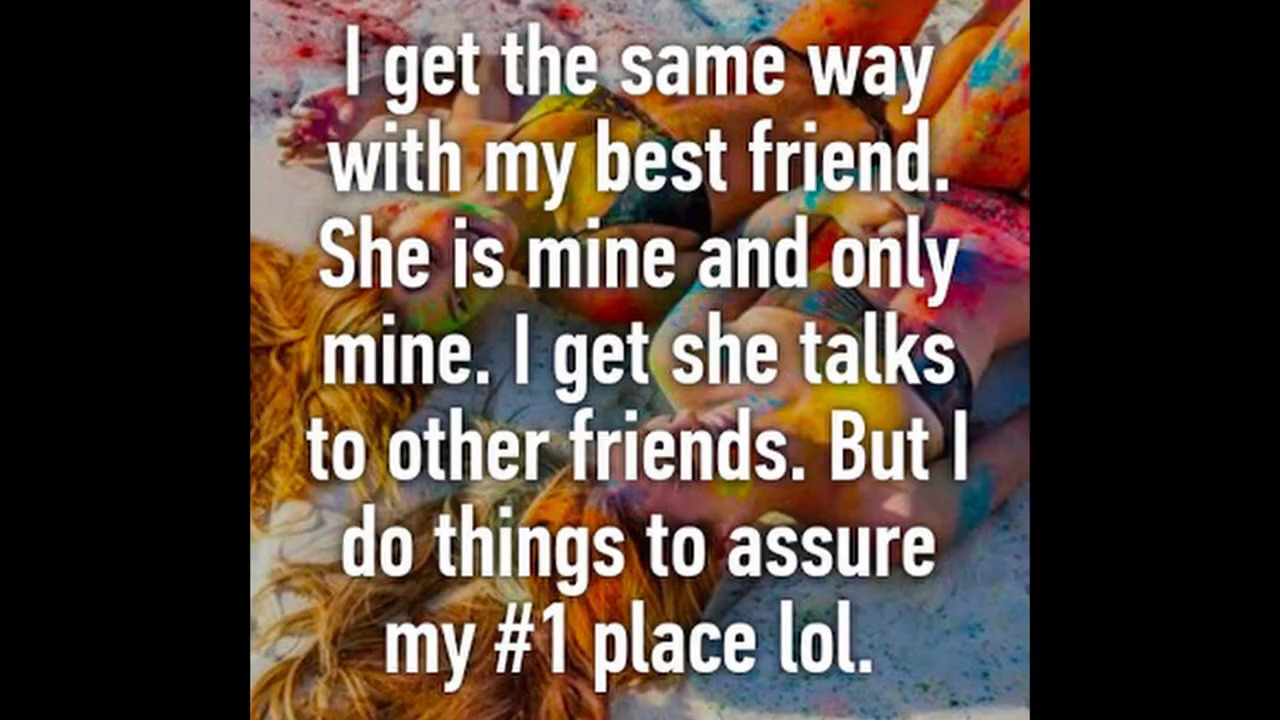 I get the same way
with my best friend.
She is mine and only
mine. I get she talks
to other friends. But I
do things to assure
my #1 place lol.